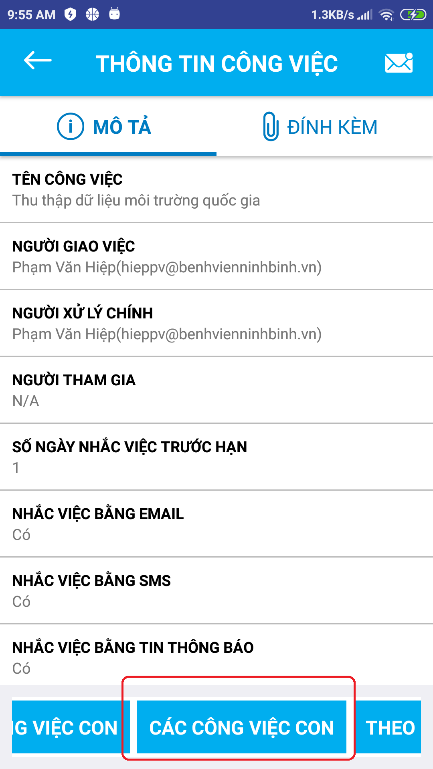 9:55 AM 1.3KB/s
THÔNG TIN CÔNG VIỆC
MÔ TẢ ĐÍNH KÈM
TÊN CÔNG VIỆC
Thu thập dữ liệu môi trường quốc gia
NGƯỜI GIAO VIỆC
Phạm Văn Hiệp(hieppv@benhvienninhbinh.vn)
NGƯỜI XỬ LÝ CHÍNH
Phạm Văn Hiệp(hieppv@benhvienninhbinh.vn)
NGƯỜI THAM GIA
N/A
SỐ NGÀY NHẮC VIỆC TRƯỚC HẠN
1
NHẮC VIỆC BẰNG EMAIL
Có
NHẮC VIỆC BẰNG SMS
Có
NHẮC VIỆC BẰNG TIN THÔNG BÁO
Có
NG VIỆC CON CÁC CÔNG VIỆC CON THEO